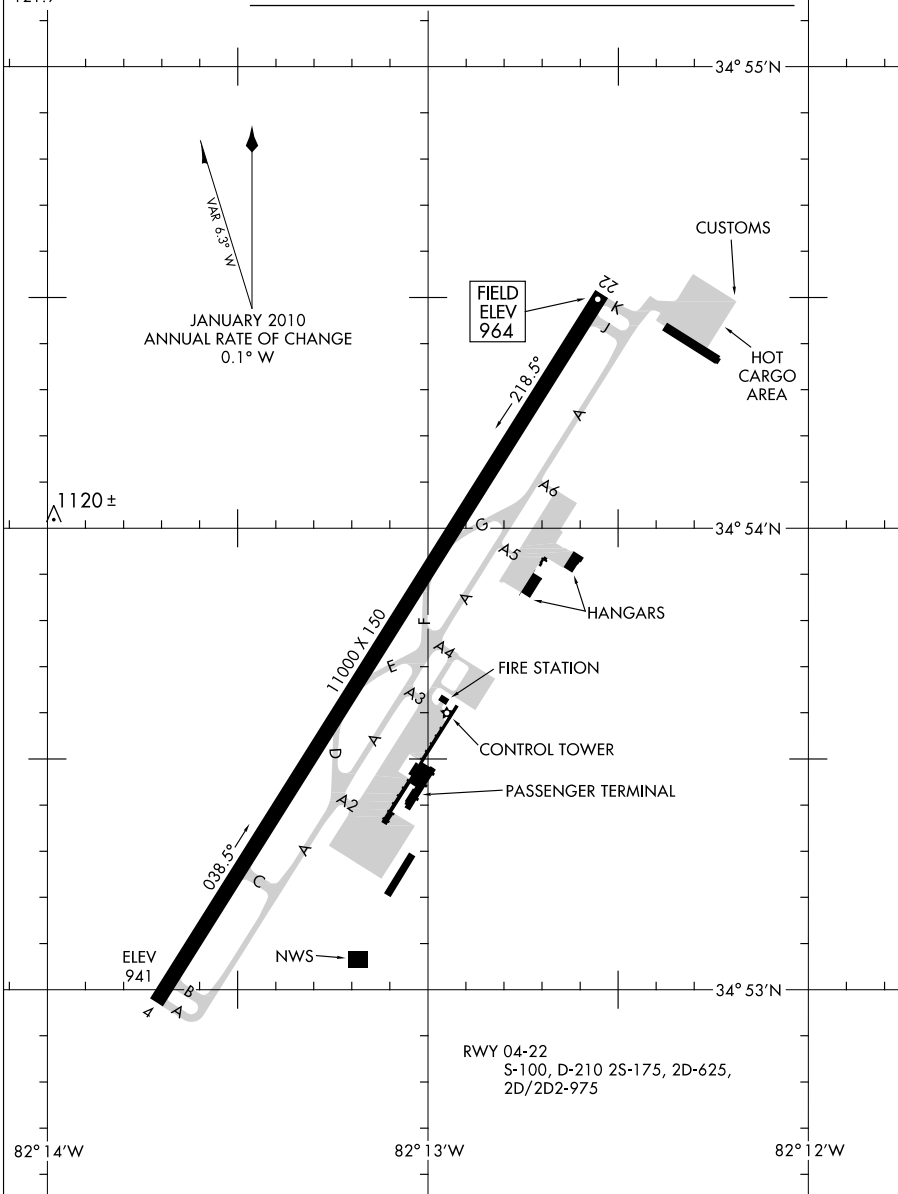 34° 55'N
VAR 6.3° W
JANUARY 2010
ANNUAL RATE OF CHANGE
0.1° W
CUSTOMS
FIELD
ELEV
964
22
K
J
HOT
CARGO
AREA
218.5°
A
1120 ±
A6
G
34° 54'N
A5
HANGARS
A
F
11000 X 150
A4
E
FIRE STATION
A3
A
D
CONTROL TOWER
PASSENGER TERMINAL
A2
A
038.5°
C
ELEV
941
NWS
B
34° 53'N
4
A
RWY 04-22
S-100, D-210 2S-175, 2D-625,
2D/2D2-975
82° 14'W
82° 13'W
82° 12'W